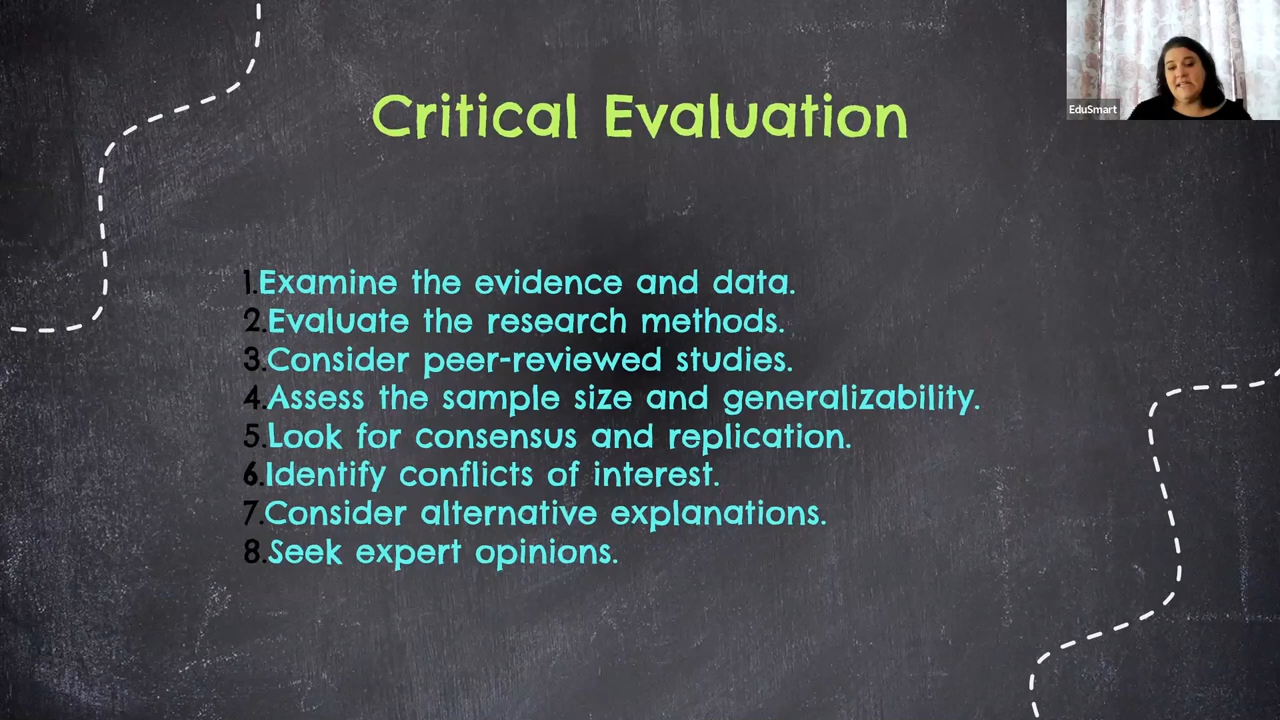 Critical Evaluation
EduSmart
1.Examine the evidence and data.
2.Evaluate the research methods.
3.Consider peer-reviewed studies.
4.Assess the sample size and generalizability.
5.Look for consensus and replication.
6.Identify conflicts of interest.
7.Consider alternative explanations.
8.Seek expert opinions.